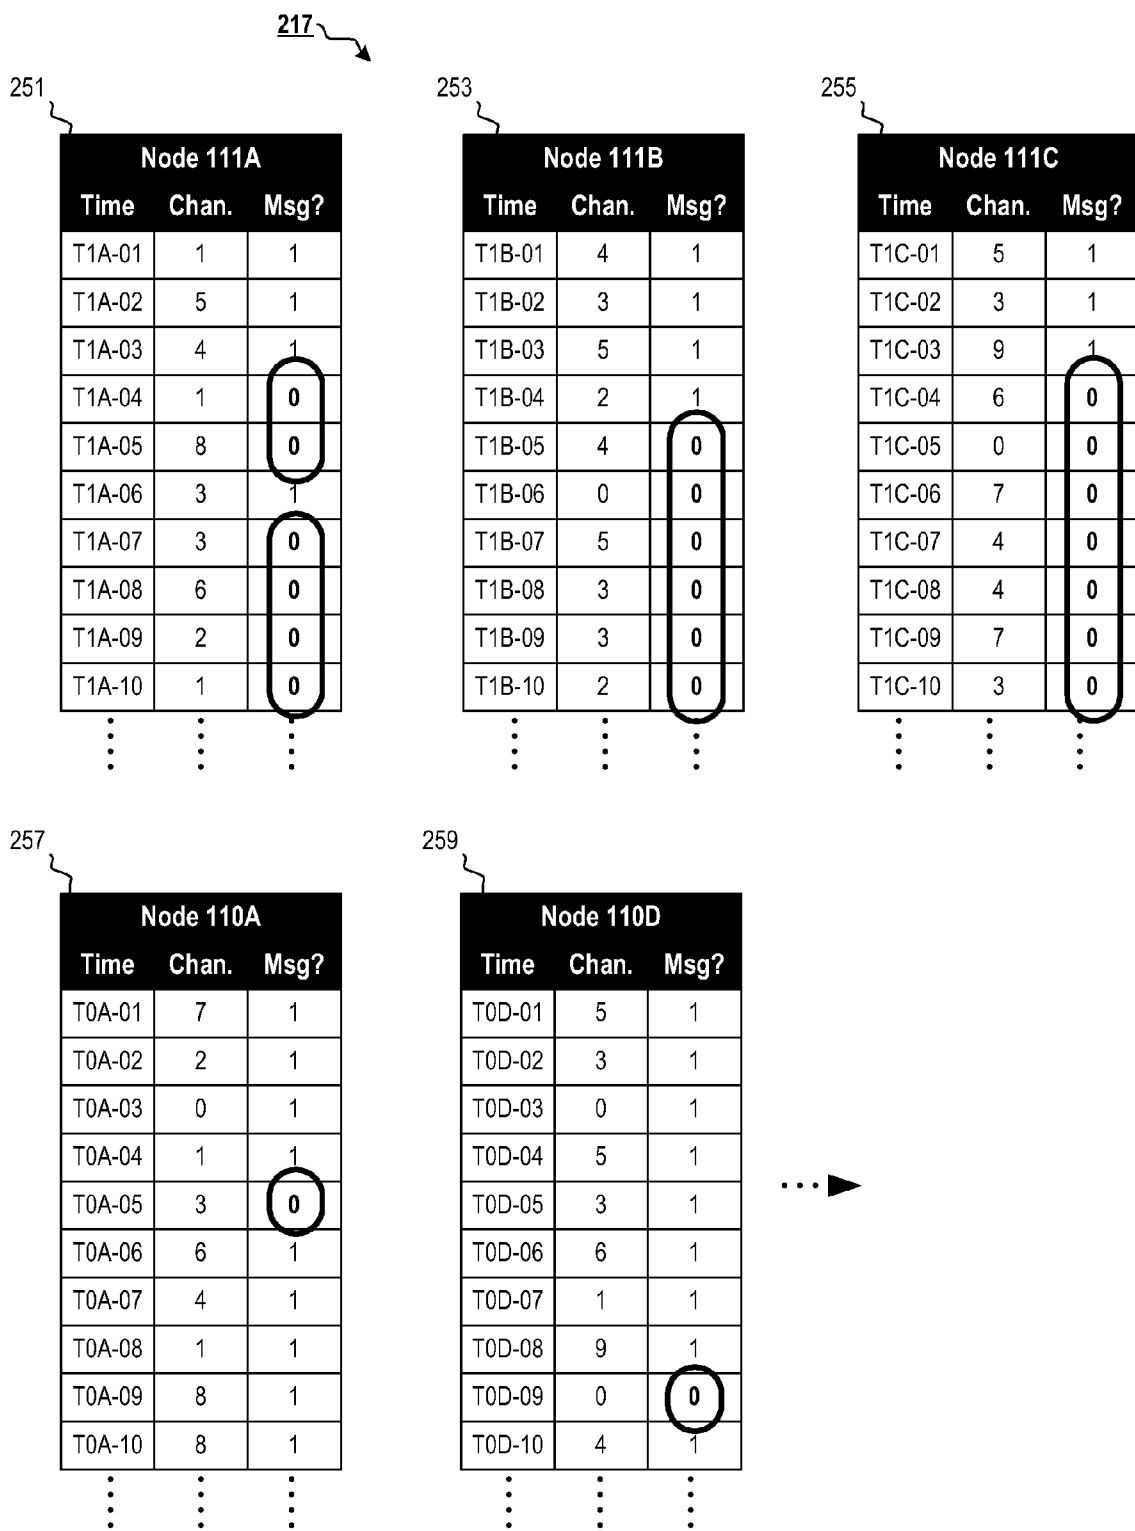 217
251 253 255
Node 111A Node 111B Node 111C
Time Chan. Msg? Time Chan. Msg? Time Chan. Msg?
T1A-01 1 1 T1B-01 4 1 T1C-01 5 1
T1A-02 5 1 T1B-02 3 1 T1C-02 3 1
T1A-03 4 1 T1B-03 5 1 T1C-03 9 1
T1A-04 1 0 T1B-04 2 1 T1C-04 6 0
T1A-05 8 0 T1B-05 4 0 T1C-05 0 0
T1A-06 3 1 T1B-06 0 0 T1C-06 7 0
T1A-07 3 0 T1B-07 5 0 T1C-07 4 0
T1A-08 6 0 T1B-08 3 0 T1C-08 4 0
T1A-09 2 0 T1B-09 3 0 T1C-09 7 0
T1A-10 1 0 T1B-10 2 0 T1C-10 3 0
257 259
Node 110A Node 110D
Time Chan. Msg? Time Chan. Msg?
T0A-01 7 1 T0D-01 5 1
T0A-02 2 1 T0D-02 3 1
T0A-03 0 1 T0D-03 0 1
T0A-04 1 1 T0D-04 5 1
T0A-05 3 0 T0D-05 3 1
T0A-06 6 1 T0D-06 6 1
T0A-07 4 1 T0D-07 1 1
T0A-08 1 1 T0D-08 9 1
T0A-09 8 1 T0D-09 0 0
T0A-10 8 1 T0D-10 4 1